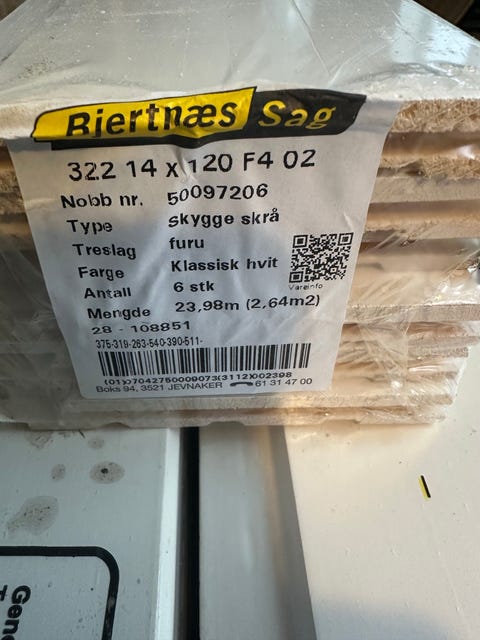 Bjertnæs Sag
322 14 x 120 F4 02
Nobb nr. 50097206
Type skygge skrå
Treslag furu
Farge Klassisk hvit
Antall 6 stk
Mengde 23,98m (2,64m2)
28 - 108851
375-319-263-540-390-511-
Vareinfo
(01)07042750009073(3112)002398
Boks 94, 3521 JEVNAKER 61 31 47 00
Gene